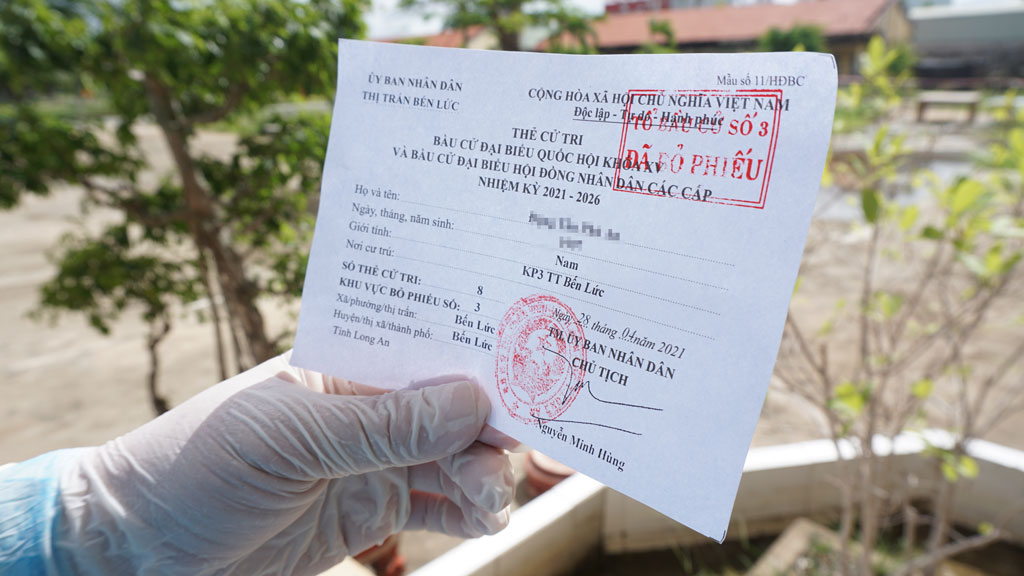 ỦY BAN NHÂN DÂN
THỊ TRẤN BẾN LỨC
Mẫu số 11/HĐBC
CỘNG HÒA XÃ HỘI CHỦ NGHĨA VIỆT NAM
Độc lập - Tự do - Hạnh phúc
TỔ BẦU CỬ SỐ 3
ĐÃ BỎ PHIẾU
THẺ CỬ TRI
BẦU CỬ ĐẠI BIỂU QUỐC HỘI KHÓA XV
VÀ BẦU CỬ ĐẠI BIỂU HỘI ĐỒNG NHÂN DÂN CÁC CẤP
NHIỆM KỲ 2021 - 2026
Họ và tên:
Ngày, tháng, năm sinh:
Giới tính: Nam
Nơi cư trú: KP3 TT Bến Lức
SỐ THẺ CỬ TRI: 8
KHU VỰC BỎ PHIẾU SỐ: 3
Xã/phường/thị trấn: Bến Lức
Huyện/thị xã/thành phố: Bến Lức
Tỉnh Long An
Ngày 28 tháng 04 năm 2021
TM. ỦY BAN NHÂN DÂN
CHỦ TỊCH
Nguyễn Minh Hùng